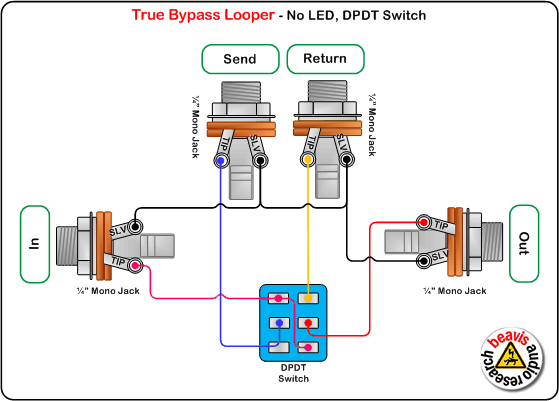 True Bypass Looper - No LED, DPDT Switch
Send
Return
¼" Mono Jack
¼" Mono Jack
TIP
SLV
TIP
SLV
In
SLV
TIP
¼" Mono Jack
TIP
SLV
Out
¼" Mono Jack
DPDT
Switch
beavis audio research